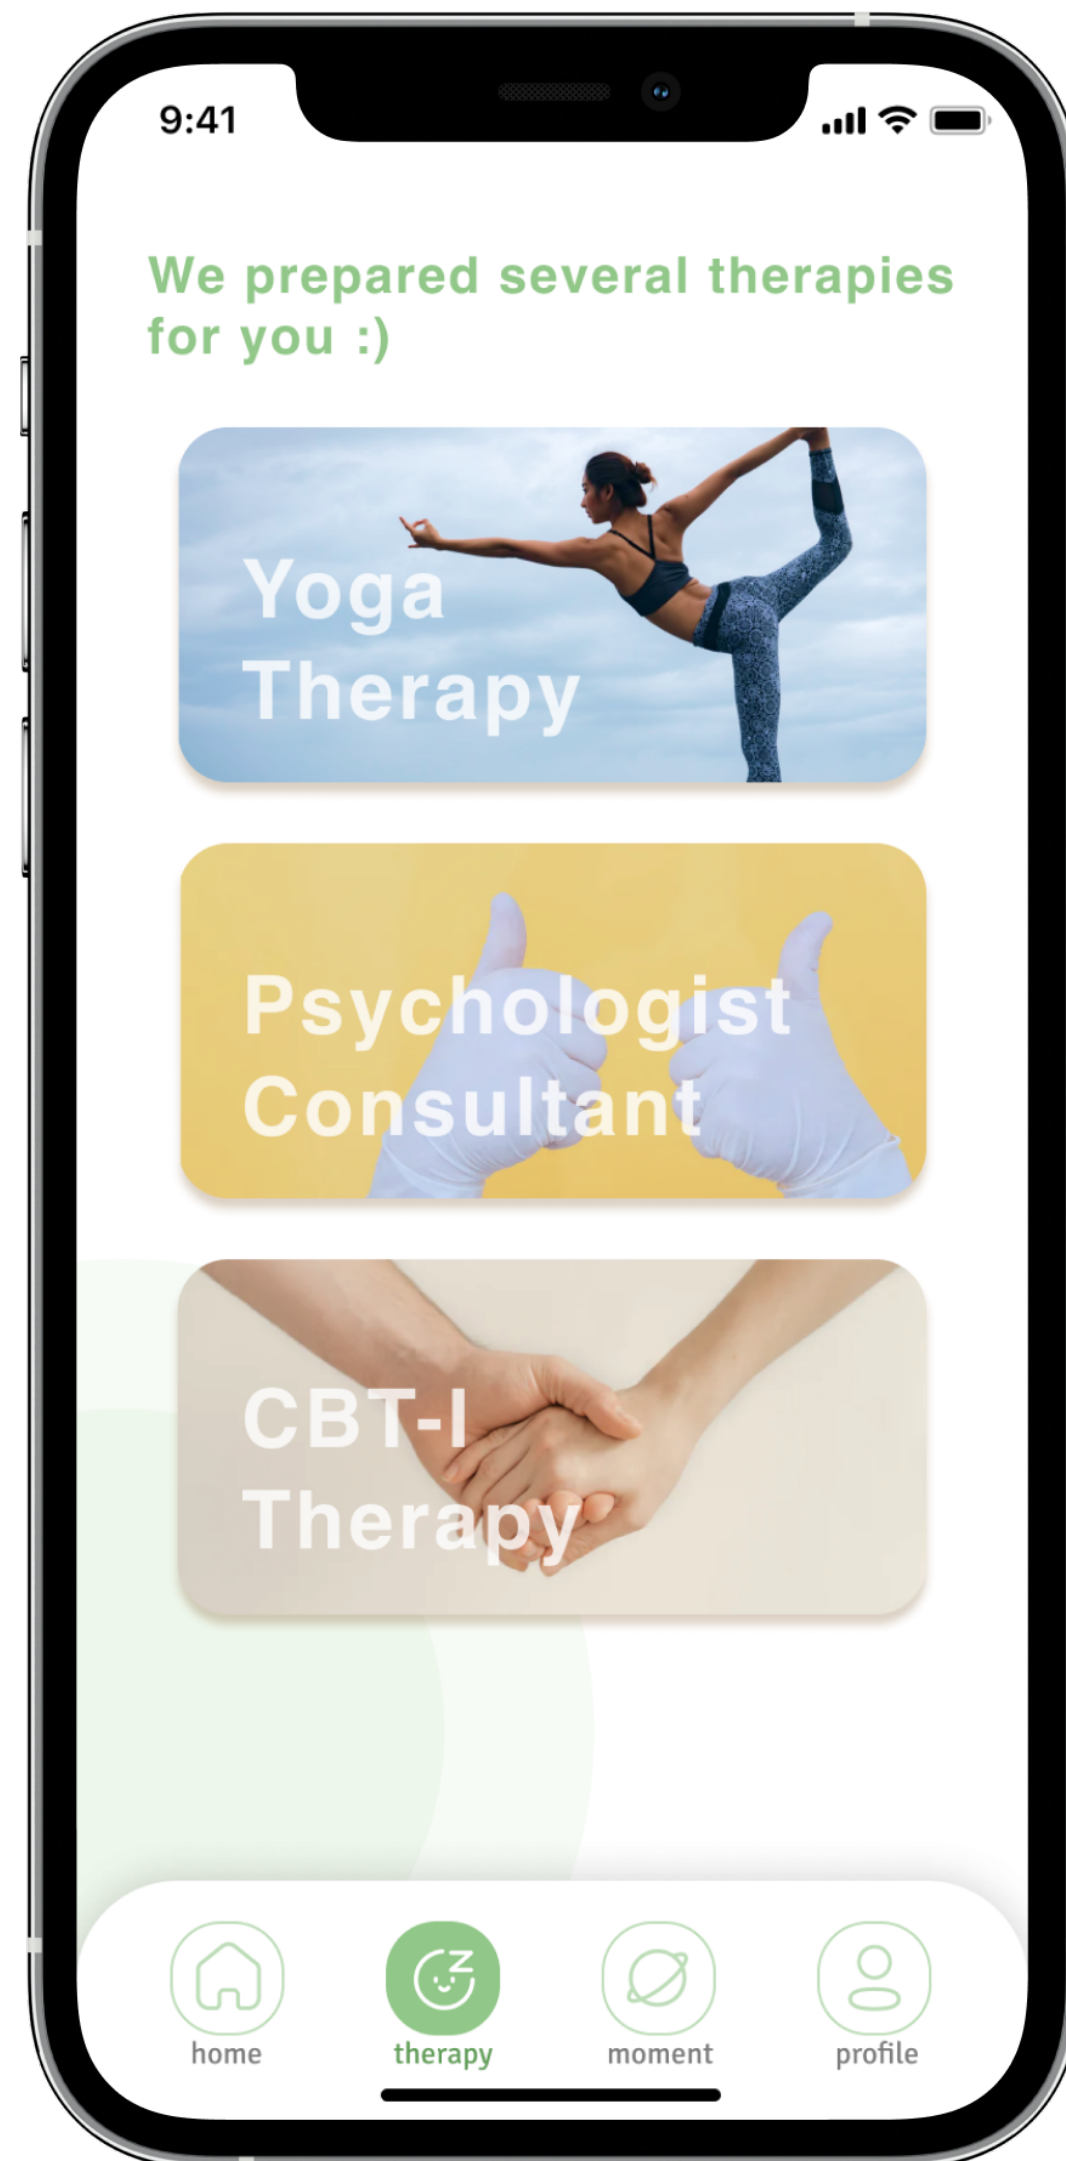 9:41
We prepared several therapies
for you :)
Yoga
Therapy
Psychologist
Consultant
CBT-I
Therapy
home
therapy
moment
profile